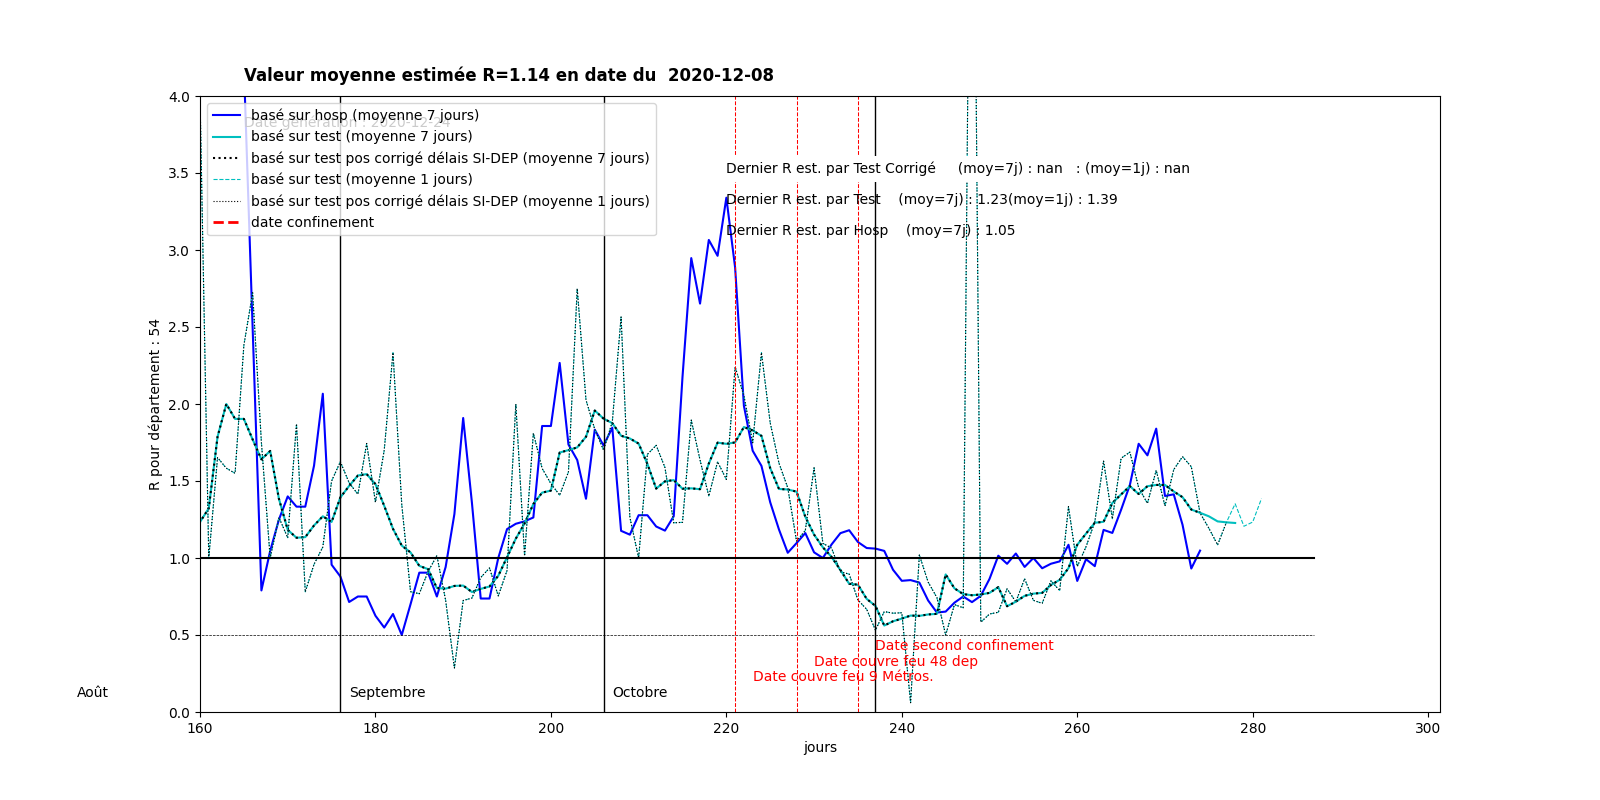 Valeur moyenne estimée R=1.14 en date du  2020-12-08
Date génération : 2020-12-24
basé sur hosp (moyenne 7 jours)
basé sur test (moyenne 7 jours)
basé sur test pos corrigé délais SI-DEP (moyenne 7 jours)
basé sur test (moyenne 1 jours)
basé sur test pos corrigé délais SI-DEP (moyenne 1 jours)
date confinement
Dernier R est. par Test Corrigé     (moy=7j) : nan   : (moy=1j) : nan
Dernier R est. par Test    (moy=7j) : 1.23(moy=1j) : 1.39
Dernier R est. par Hosp    (moy=7j) : 1.05
R pour département : 54
4.0
3.5
3.0
2.5
2.0
1.5
1.0
0.5
0.0
Date second confinement
Date couvre feu 48 dep
Date couvre feu 9 Métros.
Août
Septembre
Octobre
160
180
200
220
240
260
280
300
jours